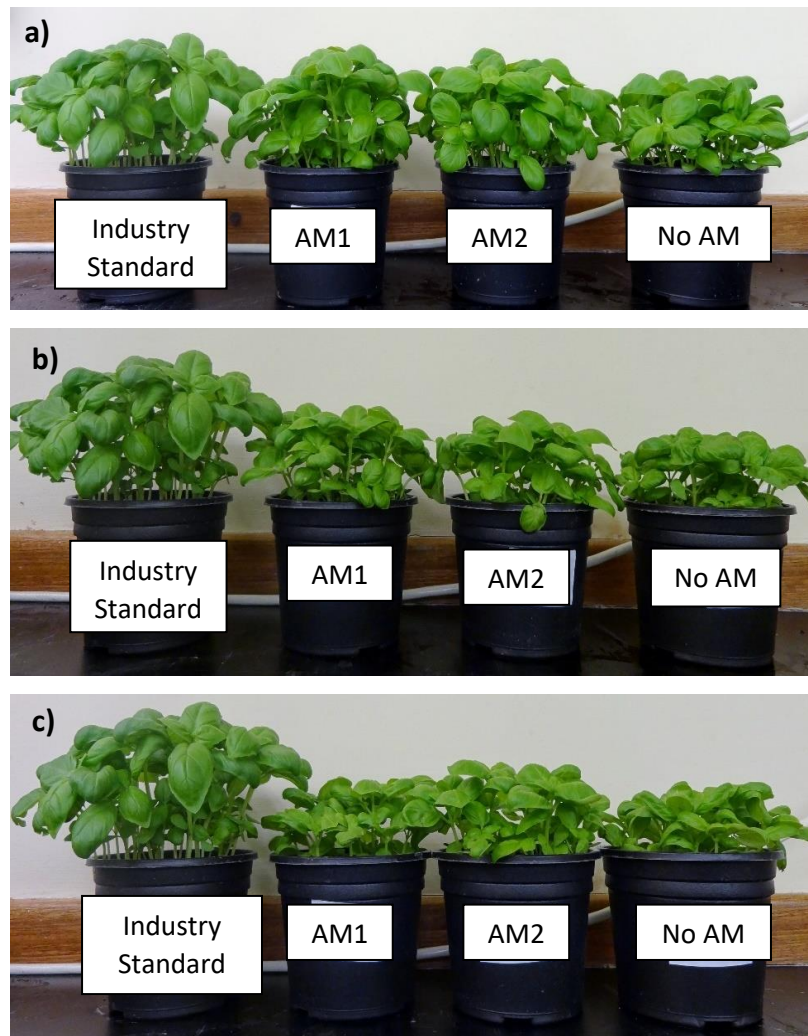 a)
Industry
Standard
AM1
AM2
No AM
b)
Industry
Standard
AM1
AM2
No AM
c)
Industry
Standard
AM1
AM2
No AM